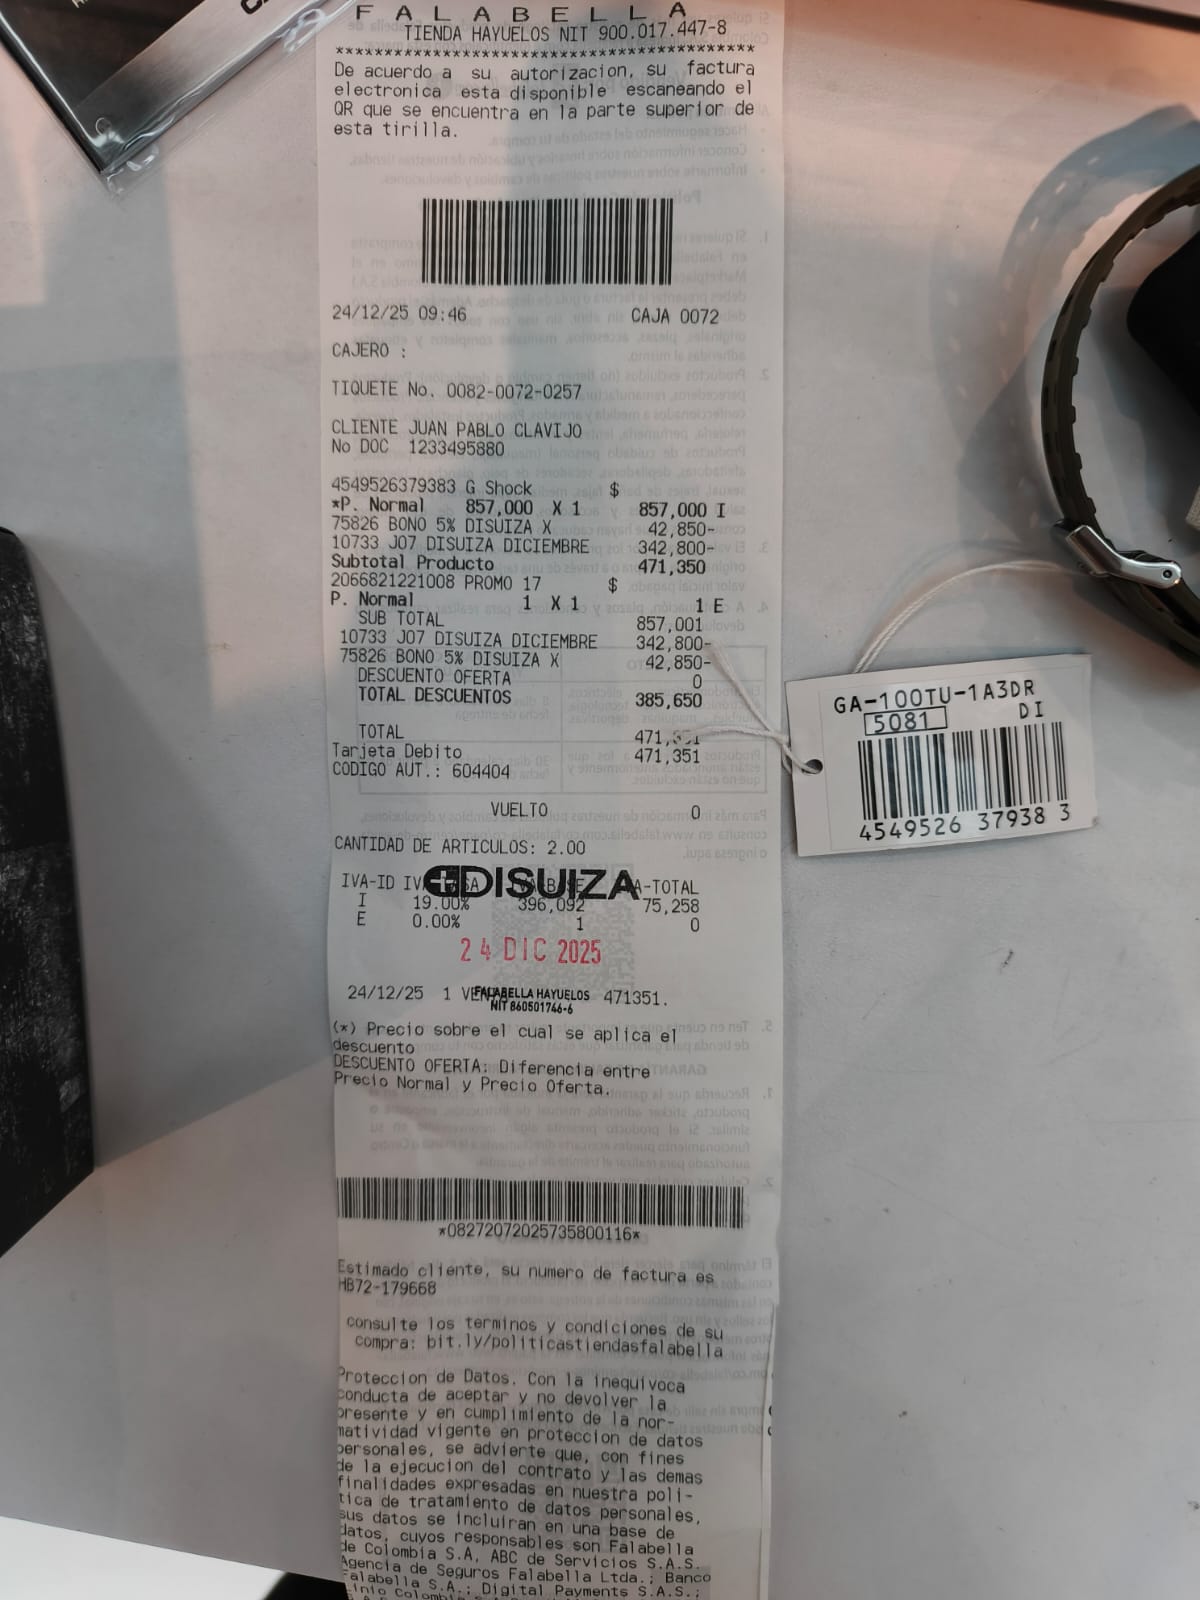 FALABELLA
TIENDA HAYUELOS NIT 900.017.447-8
****************************************************
De acuerdo a su autorizacion, su factura
electronica esta disponible escaneando el
QR que se encuentra en la parte superior de
esta tirilla.
24/12/25 09:46 CAJA 0072
CAJERO :
TIQUETE No. 0082-0072-0257
CLIENTE JUAN PABLO CLAVIJO
No DOC 1233495880
4549526379383 G Shock $
*P. Normal 857,000 X 1 857,000 I
75826 BONO 5% DISUIZA X 42,850-
10733 J07 DISUIZA DICIEMBRE 342,800-
Subtotal Producto 471,350
2066821221008 PROMO 17 $
P. Normal 1 X 1 1 E
SUB TOTAL 857,001
10733 J07 DISUIZA DICIEMBRE 342,800-
75826 BONO 5% DISUIZA X 42,850-
DESCUENTO OFERTA 0
TOTAL DESCUENTOS 385,650
TOTAL 471,351
Tarjeta Debito 471,351
CODIGO AUT.: 604404
VUELTO 0
CANTIDAD DE ARTICULOS: 2.00
DISUIZA
IVA-ID -TOTAL
I 19.00% 396,092 75,258
E 0.00% 1 0
24 DIC 2025
24/12/25 1 471351.
FALABELLA HAYUELOS
NIT 860501746-6
(*) Precio sobre el cual se aplica el
descuento
DESCUENTO OFERTA: Diferencia entre
Precio Normal y Precio Oferta.
*08272072025735800116*
Estimado cliente, su numero de factura es
HB72-179668
consulte los terminos y condiciones de su
compra: bit.ly/politicastiendasfalabella
Proteccion de Datos. Con la inequivoca
conducta de aceptar y no devolver la
presente y en cumplimiento de la nor-
matividad vigente en proteccion de datos
personales, se advierte que, con fines
de la ejecucion del contrato y las demas
finalidades expresadas en nuestra poli-
tica de tratamiento de datos personales,
sus datos se incluiran en una base de
datos, cuyos responsables son Falabella
de Colombia S.A, ABC de Servicios S.A.S.
Agencia de Seguros Falabella Ltda.; Banco
Falabella S.A.; Digital Payments S.A.S.;
GA-100TU-1A3DR
5081 DI
4549526 37938 3